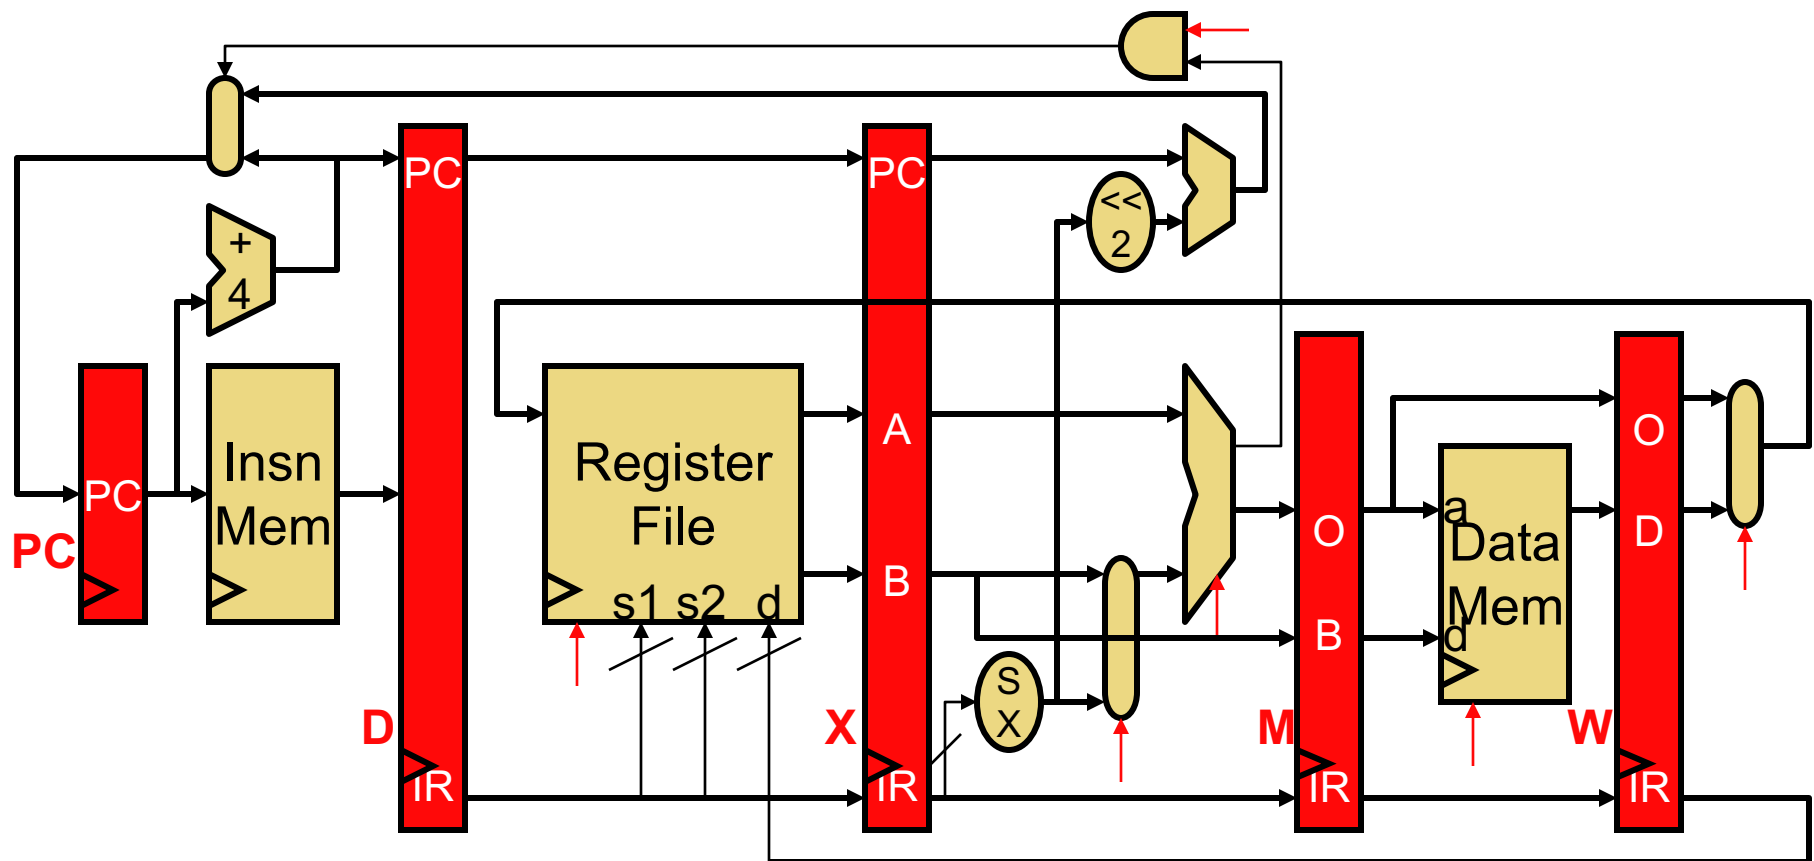 PC
PC
<<
2
+
4
A
O
Insn
Mem
Register
File
PC
PC
O
D
a
Data
Mem
d
B
B
s1 s2 d
S
X
D
X
M
W
IR
IR
IR
IR